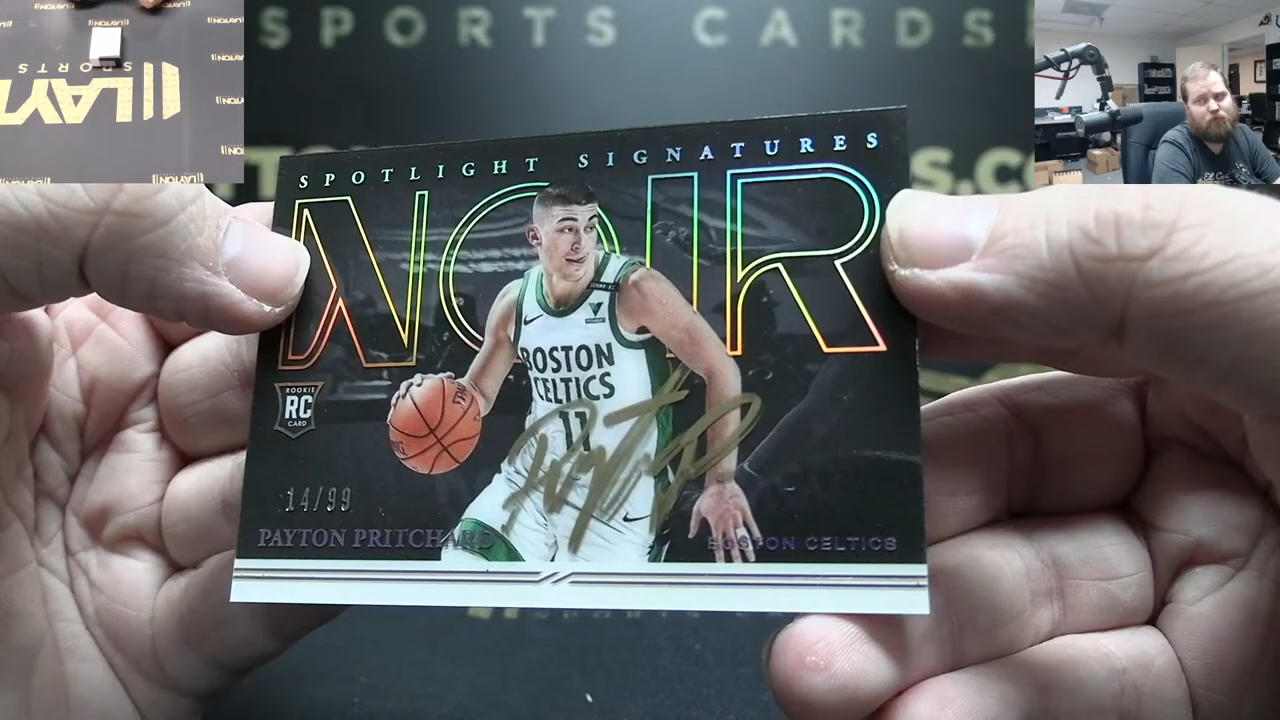 SPORTS CARDS
SPORTS
LAYTON
S.C
SPOTLIGHT SIGNATURES
NOIR
BOSTON
CELTICS
11
ROOKIE
RC
CARD
14/99
PAYTON PRITCHARD
BOSTON CELTICS